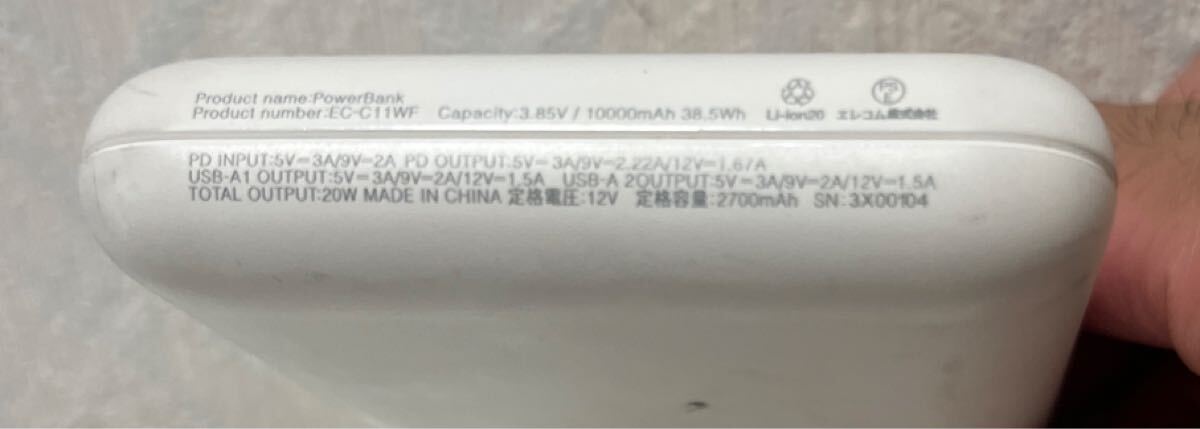 Product name:PowerBank
Product number:EC-C11WF Capacity:3.85V / 10000mAh 38.5Wh Li-ion20 エレコム株式会社
PD INPUT:5V=3A/9V=2A PD OUTPUT:5V=3A/9V=2.22A/12V=1.67A
USB-A1 OUTPUT:5V=3A/9V=2A/12V=1.5A USB-A 2OUTPUT:5V=3A/9V=2A/12V=1.5A
TOTAL OUTPUT:20W MADE IN CHINA 定格電圧:12V 定格容量:2700mAh SN: 3X00104